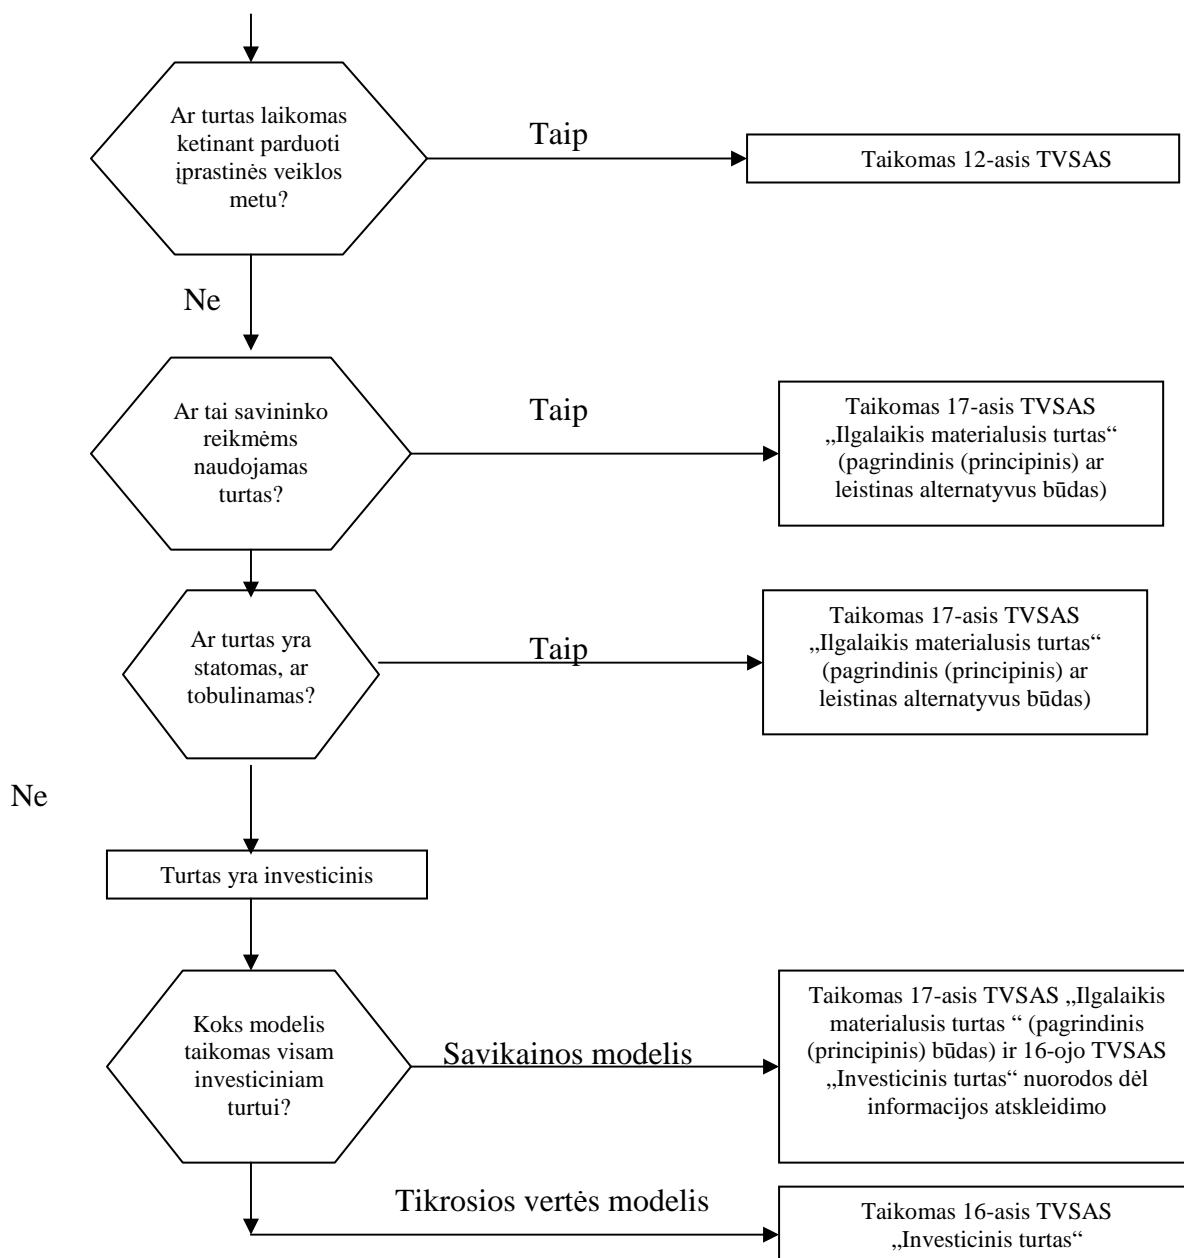 Ar turtas laikomas
ketinant parduoti
įprastinės veiklos
metu?
Taip
Taikomas 12-asis TVSAS
Ne
Ar tai savininko
reikmėms
naudojamas
turtas?
Taip
Taikomas 17-asis TVSAS
„Ilgalaikis materialusis turtas“
(pagrindinis (principinis) ar
leistinas alternatyvus būdas)
Ar turtas yra
statomas, ar
tobulinamas?
Taip
Taikomas 17-asis TVSAS
„Ilgalaikis materialusis turtas“
(pagrindinis (principinis) ar
leistinas alternatyvus būdas)
Ne
Turtas yra investicinis
Koks modelis
taikomas visam
investiciniam
turtui?
Savikainos modelis
Taikomas 17-asis TVSAS „Ilgalaikis
materialusis turtas “ (pagrindinis
(principinis) būdas) ir 16-ojo TVSAS
„Investicinis turtas“ nuorodos dėl
informacijos atskleidimo
Tikrosios vertės modelis
Taikomas 16-asis TVSAS
„Investicinis turtas“